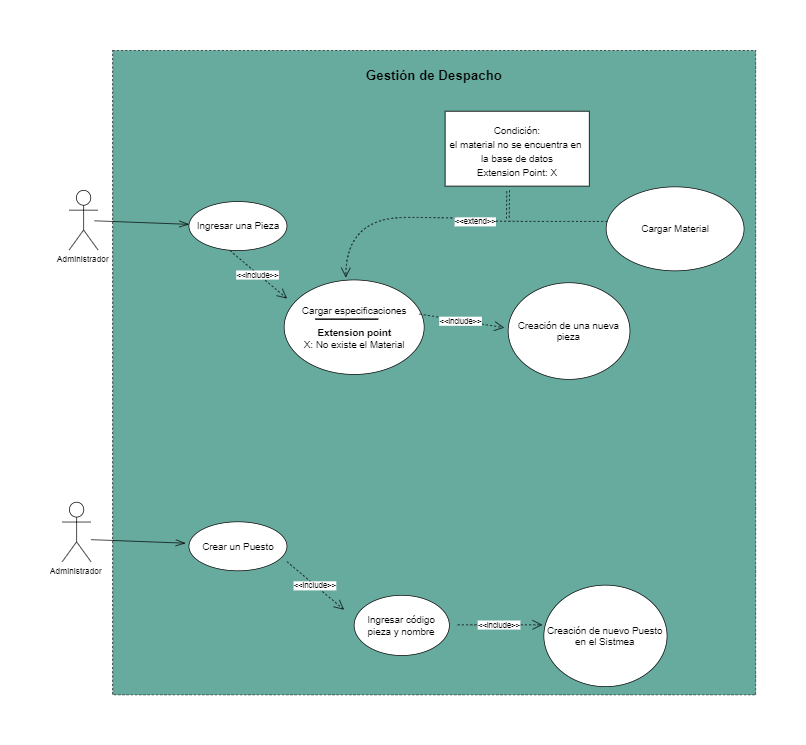 Gestión de Despacho
Condición:
el material no se encuentra en
la base de datos
Extension Point: X
<<extend>>
Cargar Material
Ingresar una Pieza
Administrador
<<include>>
Cargar especificaciones
Extension point
X: No existe el Material
<<include>>
Creación de una nueva
pieza
Crear un Puesto
Administrador
<<include>>
Ingresar código
pieza y nombre
<<include>>
Creación de nuevo Puesto
en el Sistmea